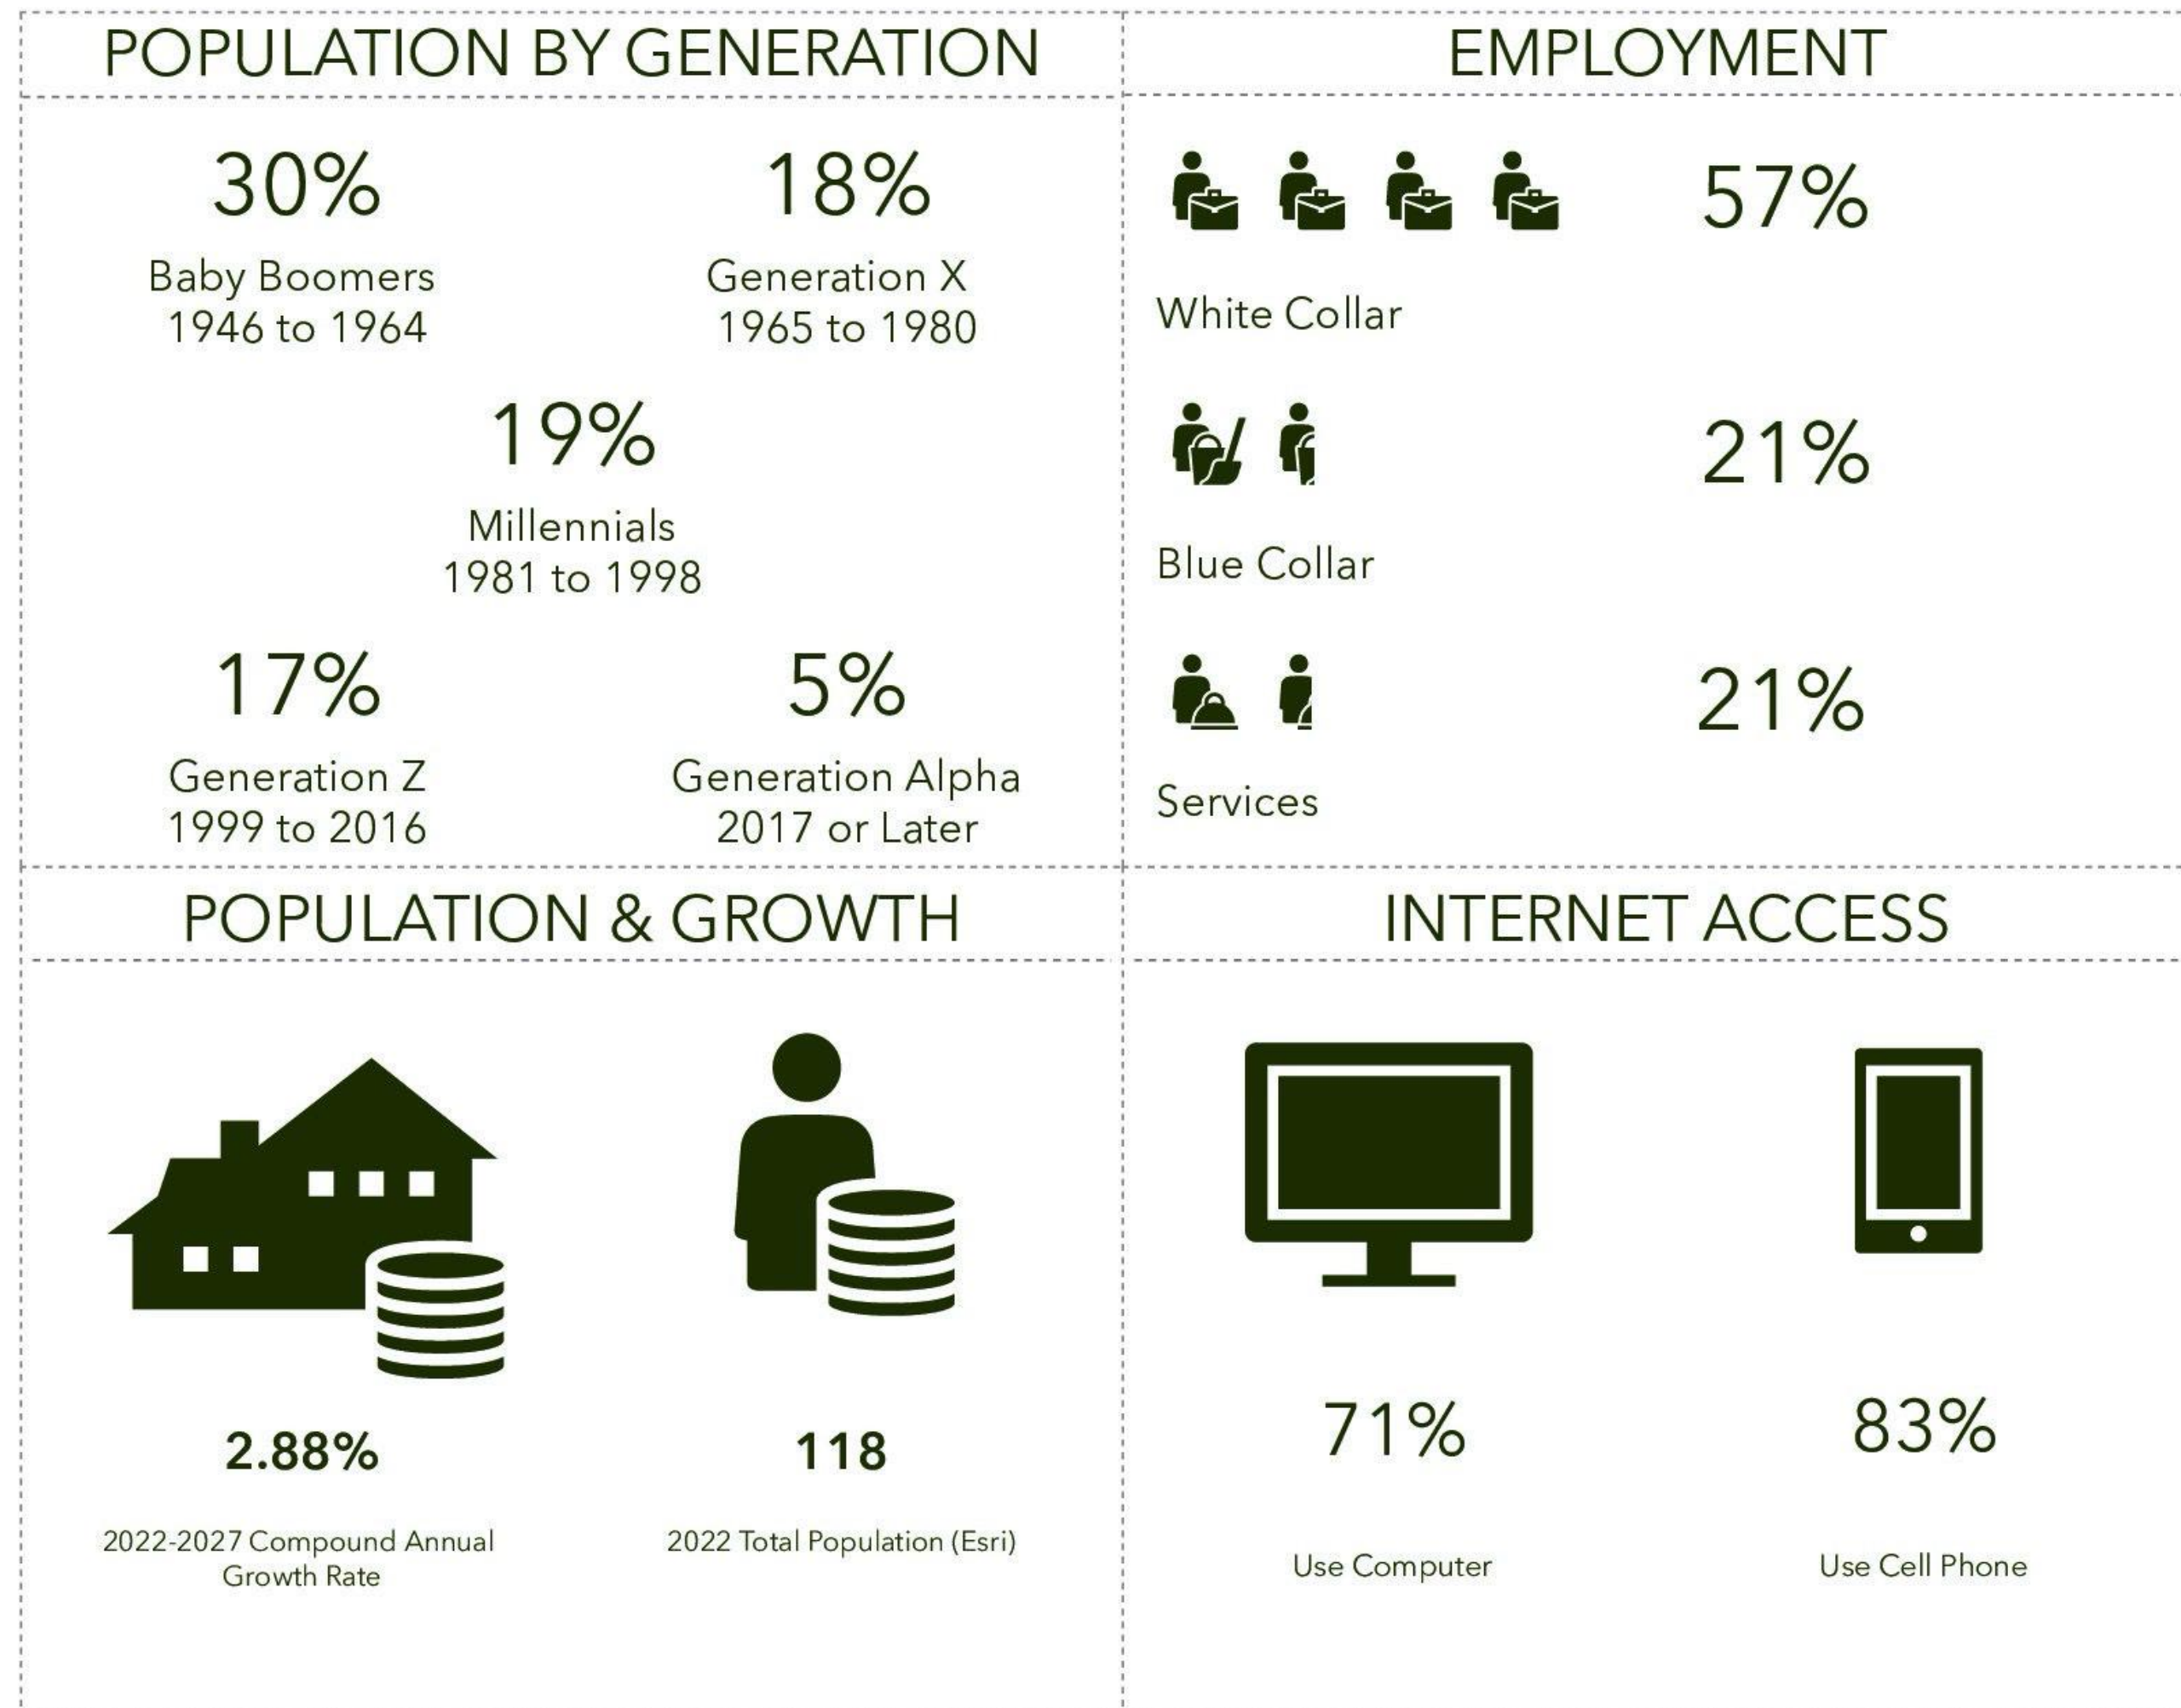 POPULATION BY GENERATION
30%
Baby Boomers
1946 to 1964
18%
Generation X
1965 to 1980
19%
Millennials
1981 to 1998
17%
Generation Z
1999 to 2016
5%
Generation Alpha
2017 or Later
EMPLOYMENT
57%
White Collar
21%
Blue Collar
21%
Services
POPULATION & GROWTH
2.88%
2022-2027 Compound Annual
Growth Rate
118
2022 Total Population (Esri)
INTERNET ACCESS
71%
Use Computer
83%
Use Cell Phone